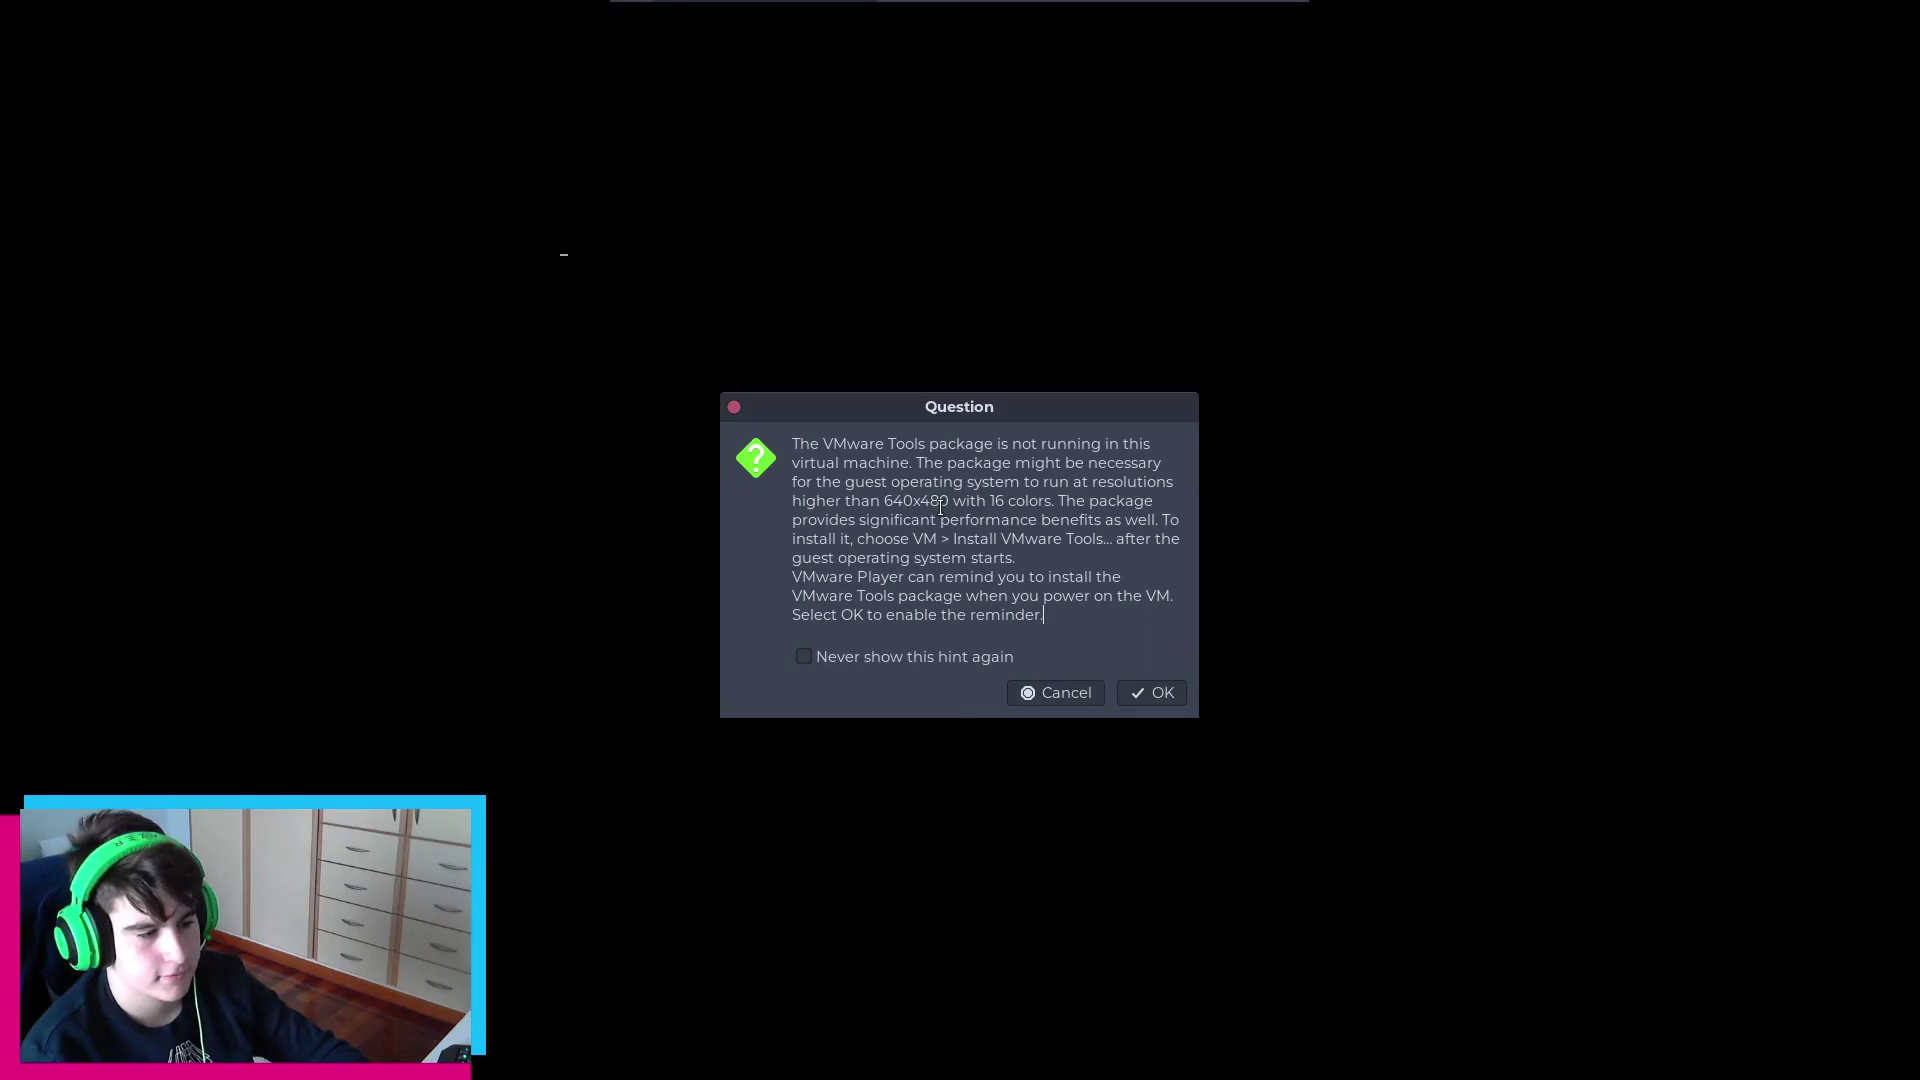 Question
The VMware Tools package is not running in this
virtual machine. The package might be necessary
for the guest operating system to run at resolutions
higher than 640x480 with 16 colors. The package
provides significant performance benefits as well. To
install it, choose VM > Install VMware Tools... after the
guest operating system starts.
VMware Player can remind you to install the
VMware Tools package when you power on the VM.
Select OK to enable the reminder.
Never show this hint again
Cancel
OK